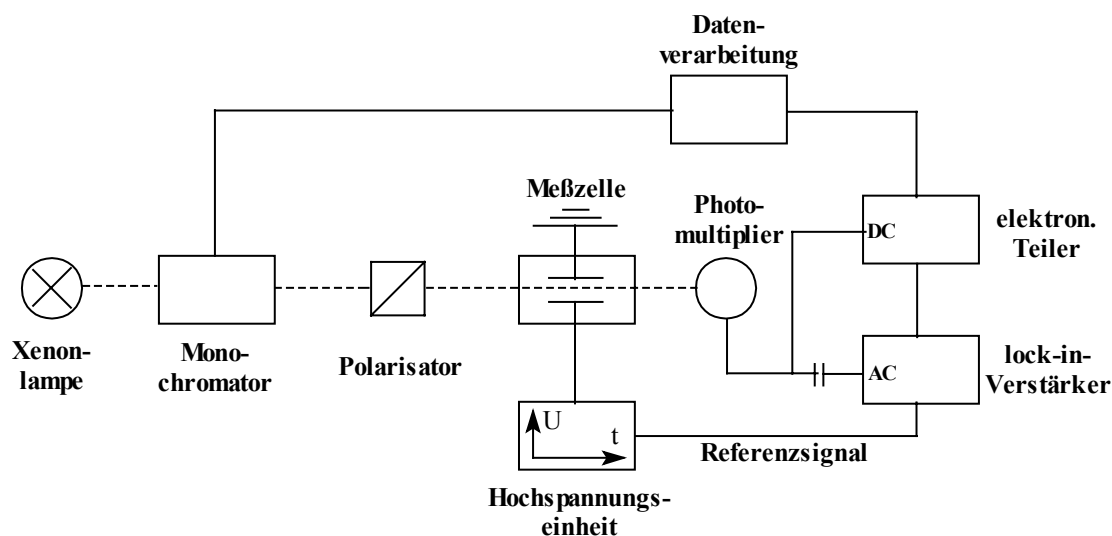 Daten-
verarbeitung
Meßzelle
Photo-
multiplier
DC
elektron.
Teiler
Xenon-
lampe
Mono-
chromator
Polarisator
AC
lock-in-
Verstärker
U
t
Referenzsignal
Hochspannungs-
einheit